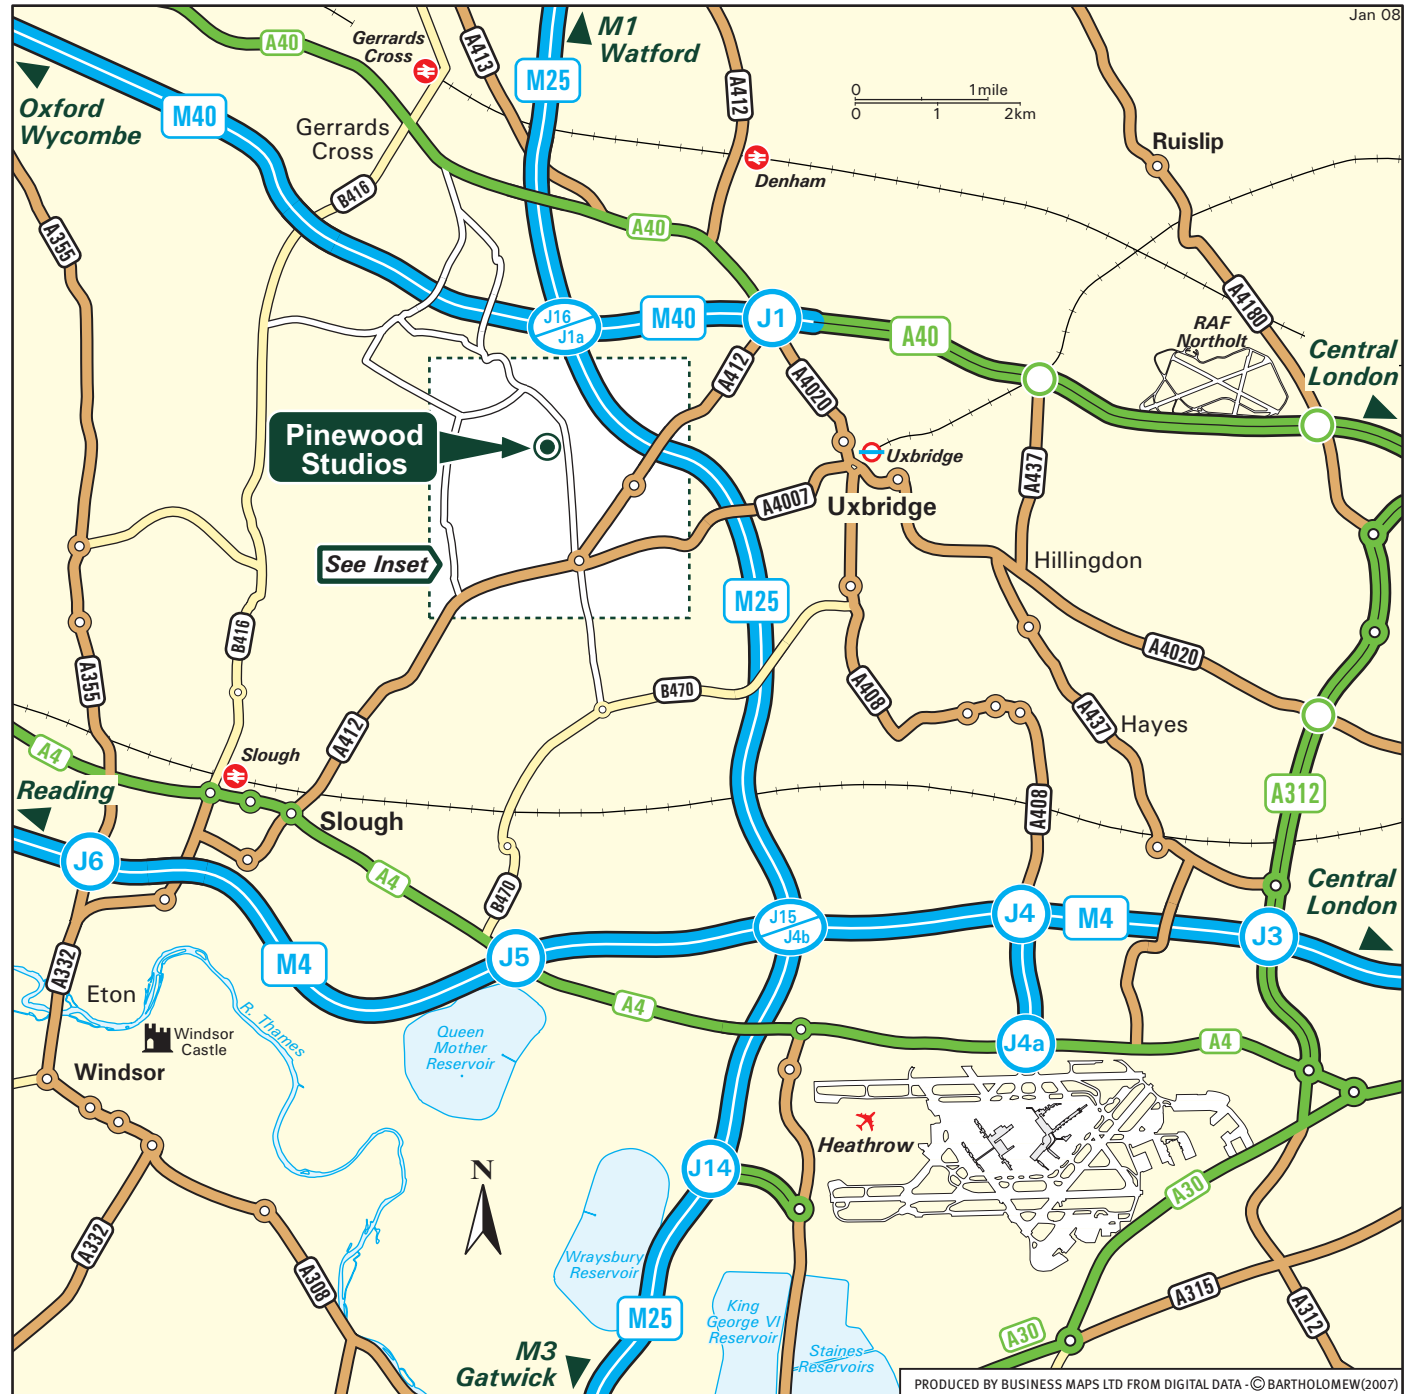 Jan 08
M1
Watford
Gerrards
Cross
A40
A413
M25
A412
0
1mile
0
1
2km
Oxford
Wycombe
M40
Gerrards
Cross
Ruislip
Denham
B416
A355
A40
A4180
J16
J1a
M40
J1
A40
RAF
Northolt
Central
London
A412
A4020
Pinewood
Studios
Uxbridge
A437
A4007
Uxbridge
See Inset
Hillingdon
M25
B416
A4020
A355
B470
A408
A412
A437
Hayes
A4
Slough
Reading
A312
A408
Slough
J6
A4
Central
London
B470
J15
J4b
J4
M4
J3
A332
M4
J5
Eton
R. Thames
A4
Windsor
Castle
Queen
Mother
Reservoir
J4a
A4
Windsor
Heathrow
N
J14
A30
A332
Wraysbury
Reservoir
A308
M25
King
George VI
Reservoir
A315
A312
A30
Staines
Reservoirs
M3
Gatwick
PRODUCED BY BUSINESS MAPS LTD FROM DIGITAL DATA - © BARTHOLOMEW(2007)